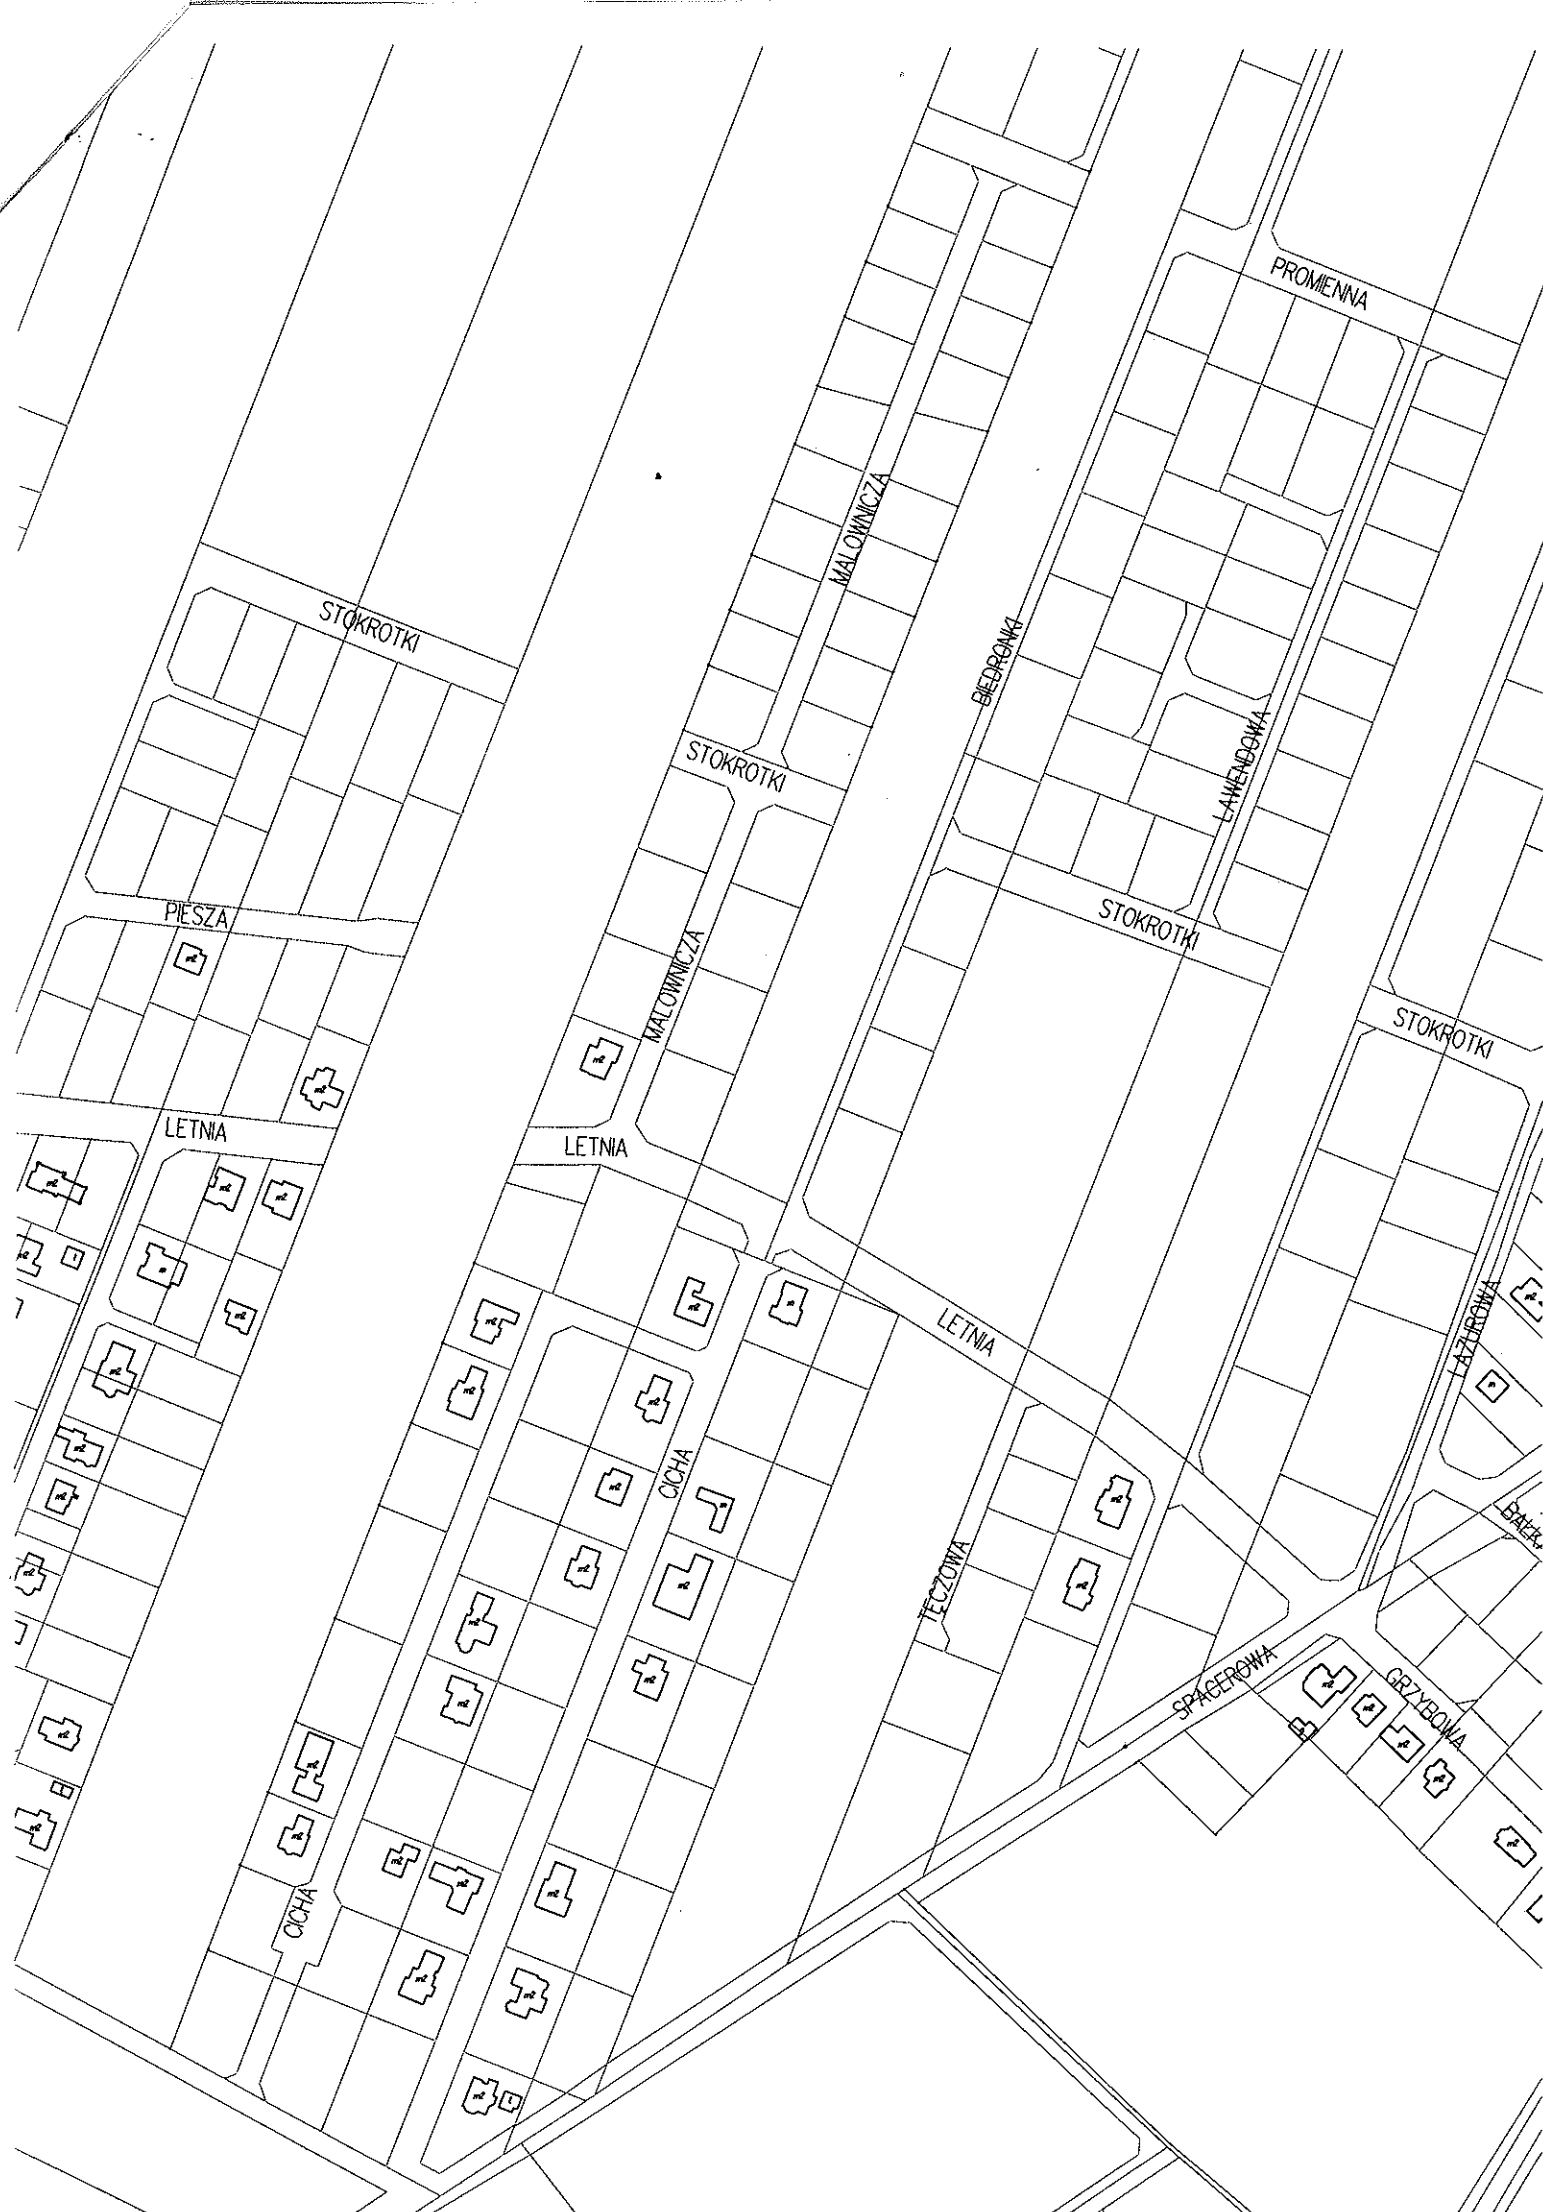 PROMIENNA
MALOWNICZA
STOKROTKI
BIEDRONKI
LAWENDOWA
STOKROTKI
PIESZA
STOKROTKI
MALOWNICZA
STOKROTKI
LETNIA
LETNIA
LETNIA
LAZUROWA
CICHA
TĘCZOWA
SPACEROWA
GRZYBOWA
CICHA